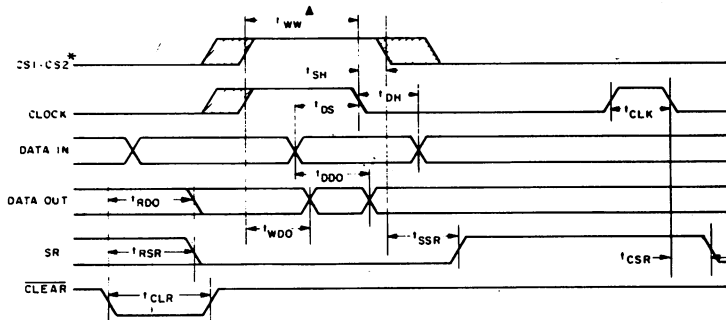 tWW ▲
CS1-CS2*
tSH
tDH
CLOCK
tDS
tCLK
DATA IN
tDDO
DATA OUT
tRDO
tWDO
tSSR
SR
tRSR
tCSR
CLEAR
tCLR